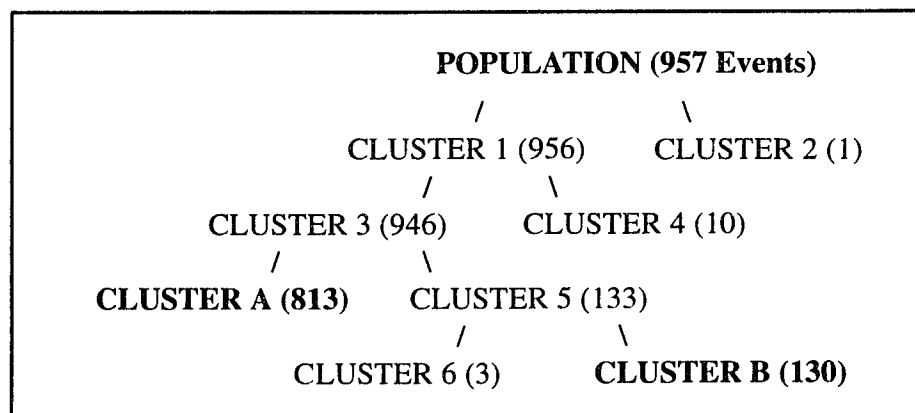 POPULATION (957 Events)
/ \
CLUSTER 1 (956) CLUSTER 2 (1)
/ \
CLUSTER 3 (946) CLUSTER 4 (10)
/ \
CLUSTER A (813) CLUSTER 5 (133)
/ \
CLUSTER 6 (3) CLUSTER B (130)